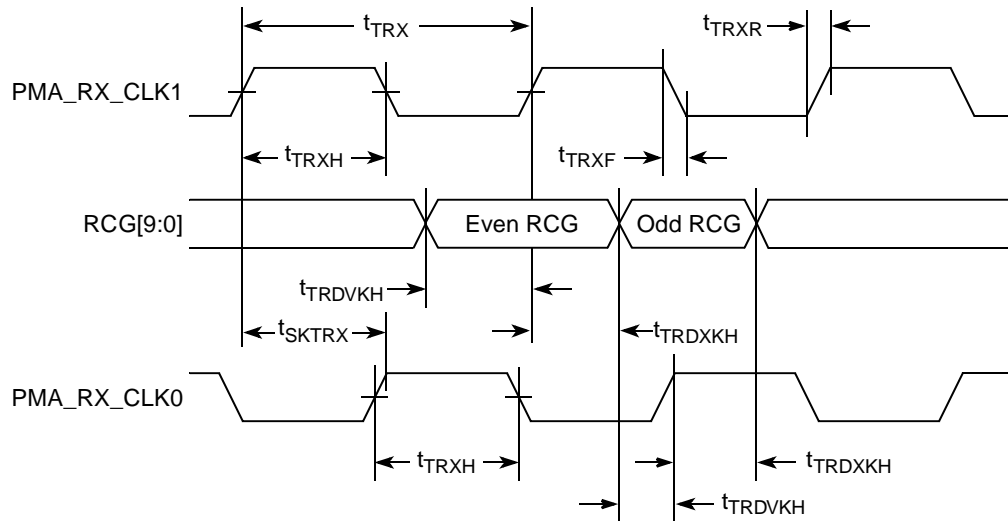 tTRX
tTRXR
PMA_RX_CLK1
tTRXH
tTRXF
RCG[9:0]
Even RCG
Odd RCG
tTRDVKH
tSKTRX
tTRDXKH
PMA_RX_CLK0
tTRXH
tTRDXKH
tTRDVKH